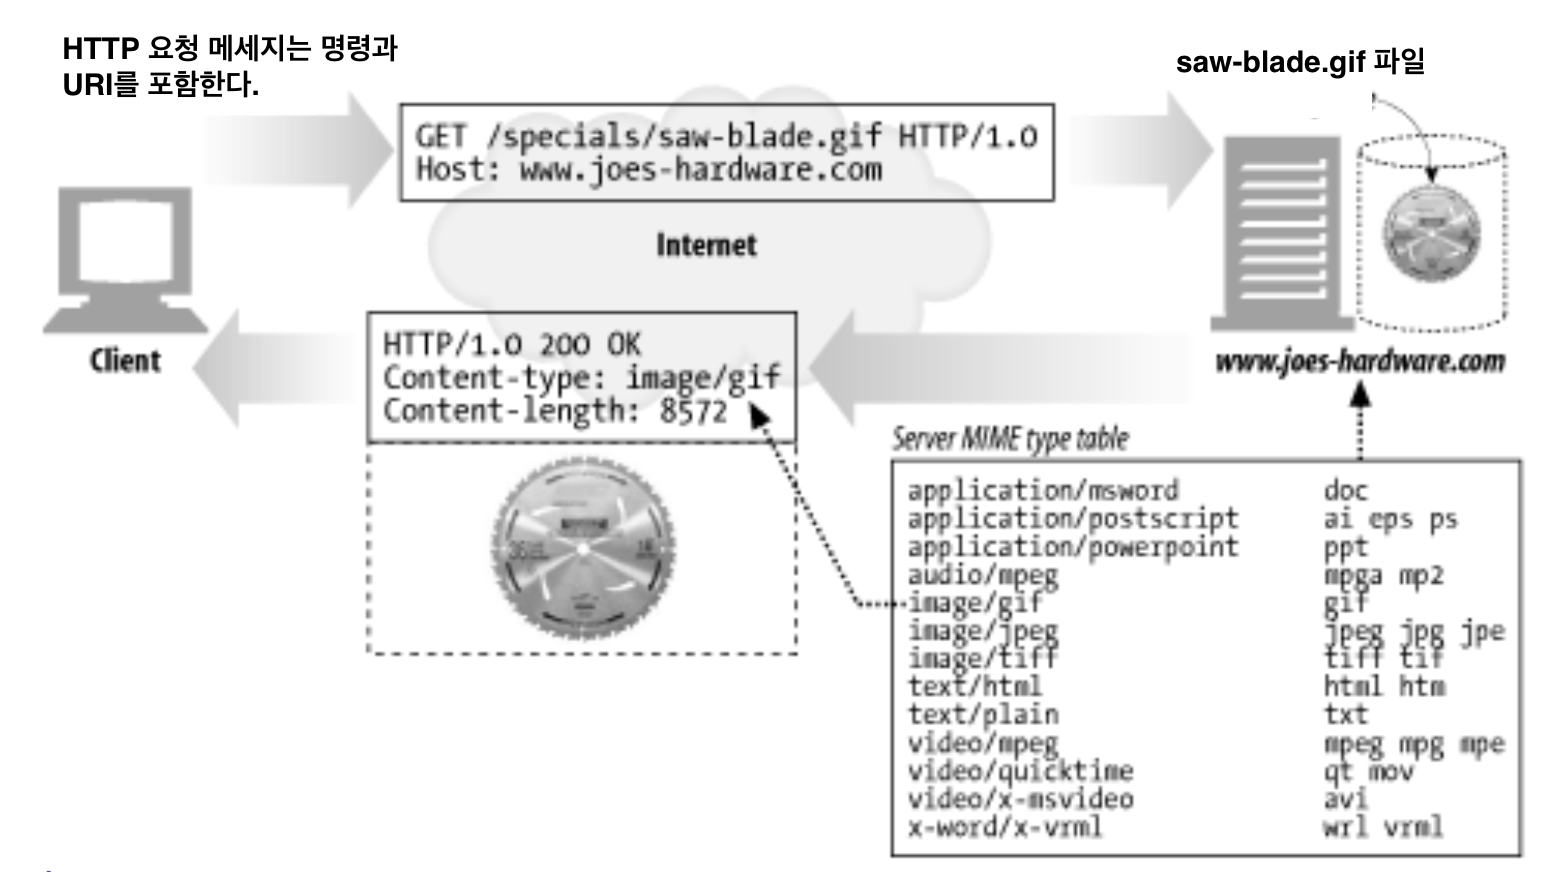 HTTP 요청 메세지는 명령과
URI를 포함한다.
saw-blade.gif 파일
GET /specials/saw-blade.gif HTTP/1.0
Host: www.joes-hardware.com
Internet
Client
www.joes-hardware.com
HTTP/1.0 200 OK
Content-type: image/gif
Content-length: 8572
Server MIME type table
application/msword doc
application/postscript ai eps ps
application/powerpoint ppt
audio/mpeg mpga mp2
image/gif gif
image/jpeg jpeg jpg jpe
image/tiff tiff tif
text/html html htm
text/plain txt
video/mpeg mpeg mpg mpe
video/quicktime qt mov
video/x-msvideo avi
x-word/x-vrml wrl vrml